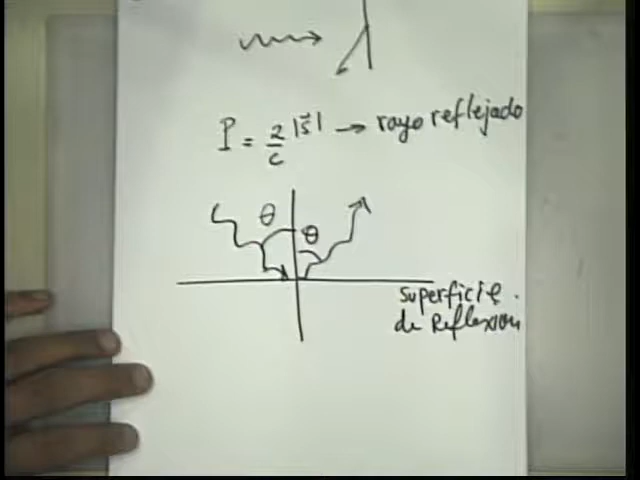 P = 2/c |S⃗| → rayo reflejado
θ θ
superficie
de Reflexion